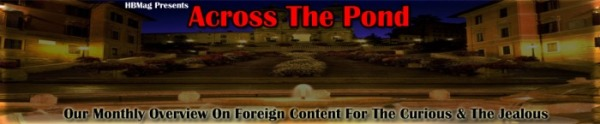 HBMag Presents
Across The Pond
Our Monthly Overview On Foreign Content For The Curious & The Jealous